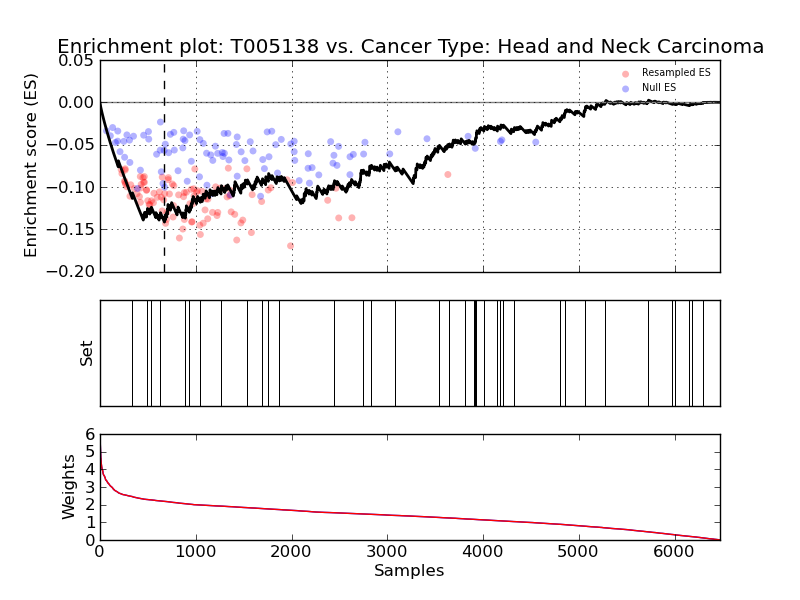 Enrichment plot: T005138 vs. Cancer Type: Head and Neck Carcinoma
Enrichment score (ES)
0.05
0.00
−0.05
−0.10
−0.15
−0.20
Resampled ES
Null ES
Set
Weights
6
5
4
3
2
1
0
0 1000 2000 3000 4000 5000 6000
Samples